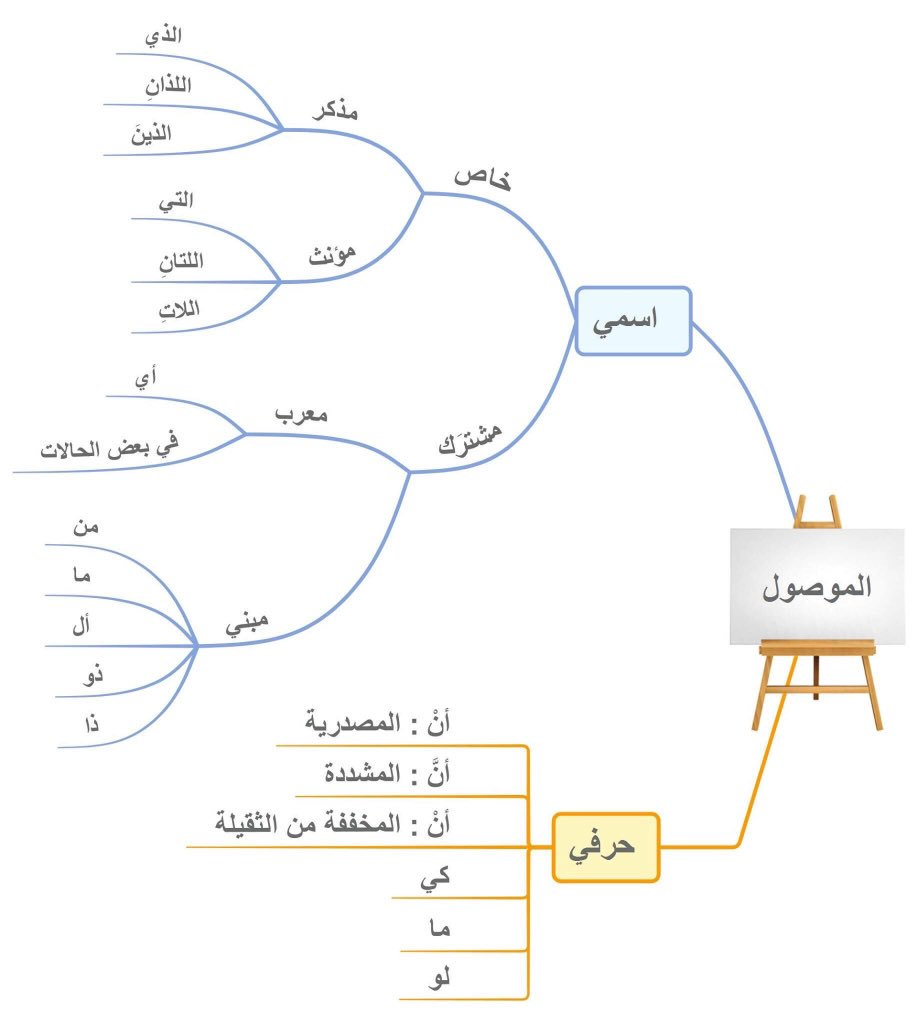 الموصول
اسمي
خاص
مذكر
الذي
اللذانِ
الذينَ
مؤنث
التي
اللتانِ
اللاتِ
مشترَك
معرب
أي
في بعض الحالات
مبني
من
ما
أل
ذو
ذا
حرفي
أنْ : المصدرية
أنَّ : المشددة
أنْ : المخففة من الثقيلة
كي
ما
لو